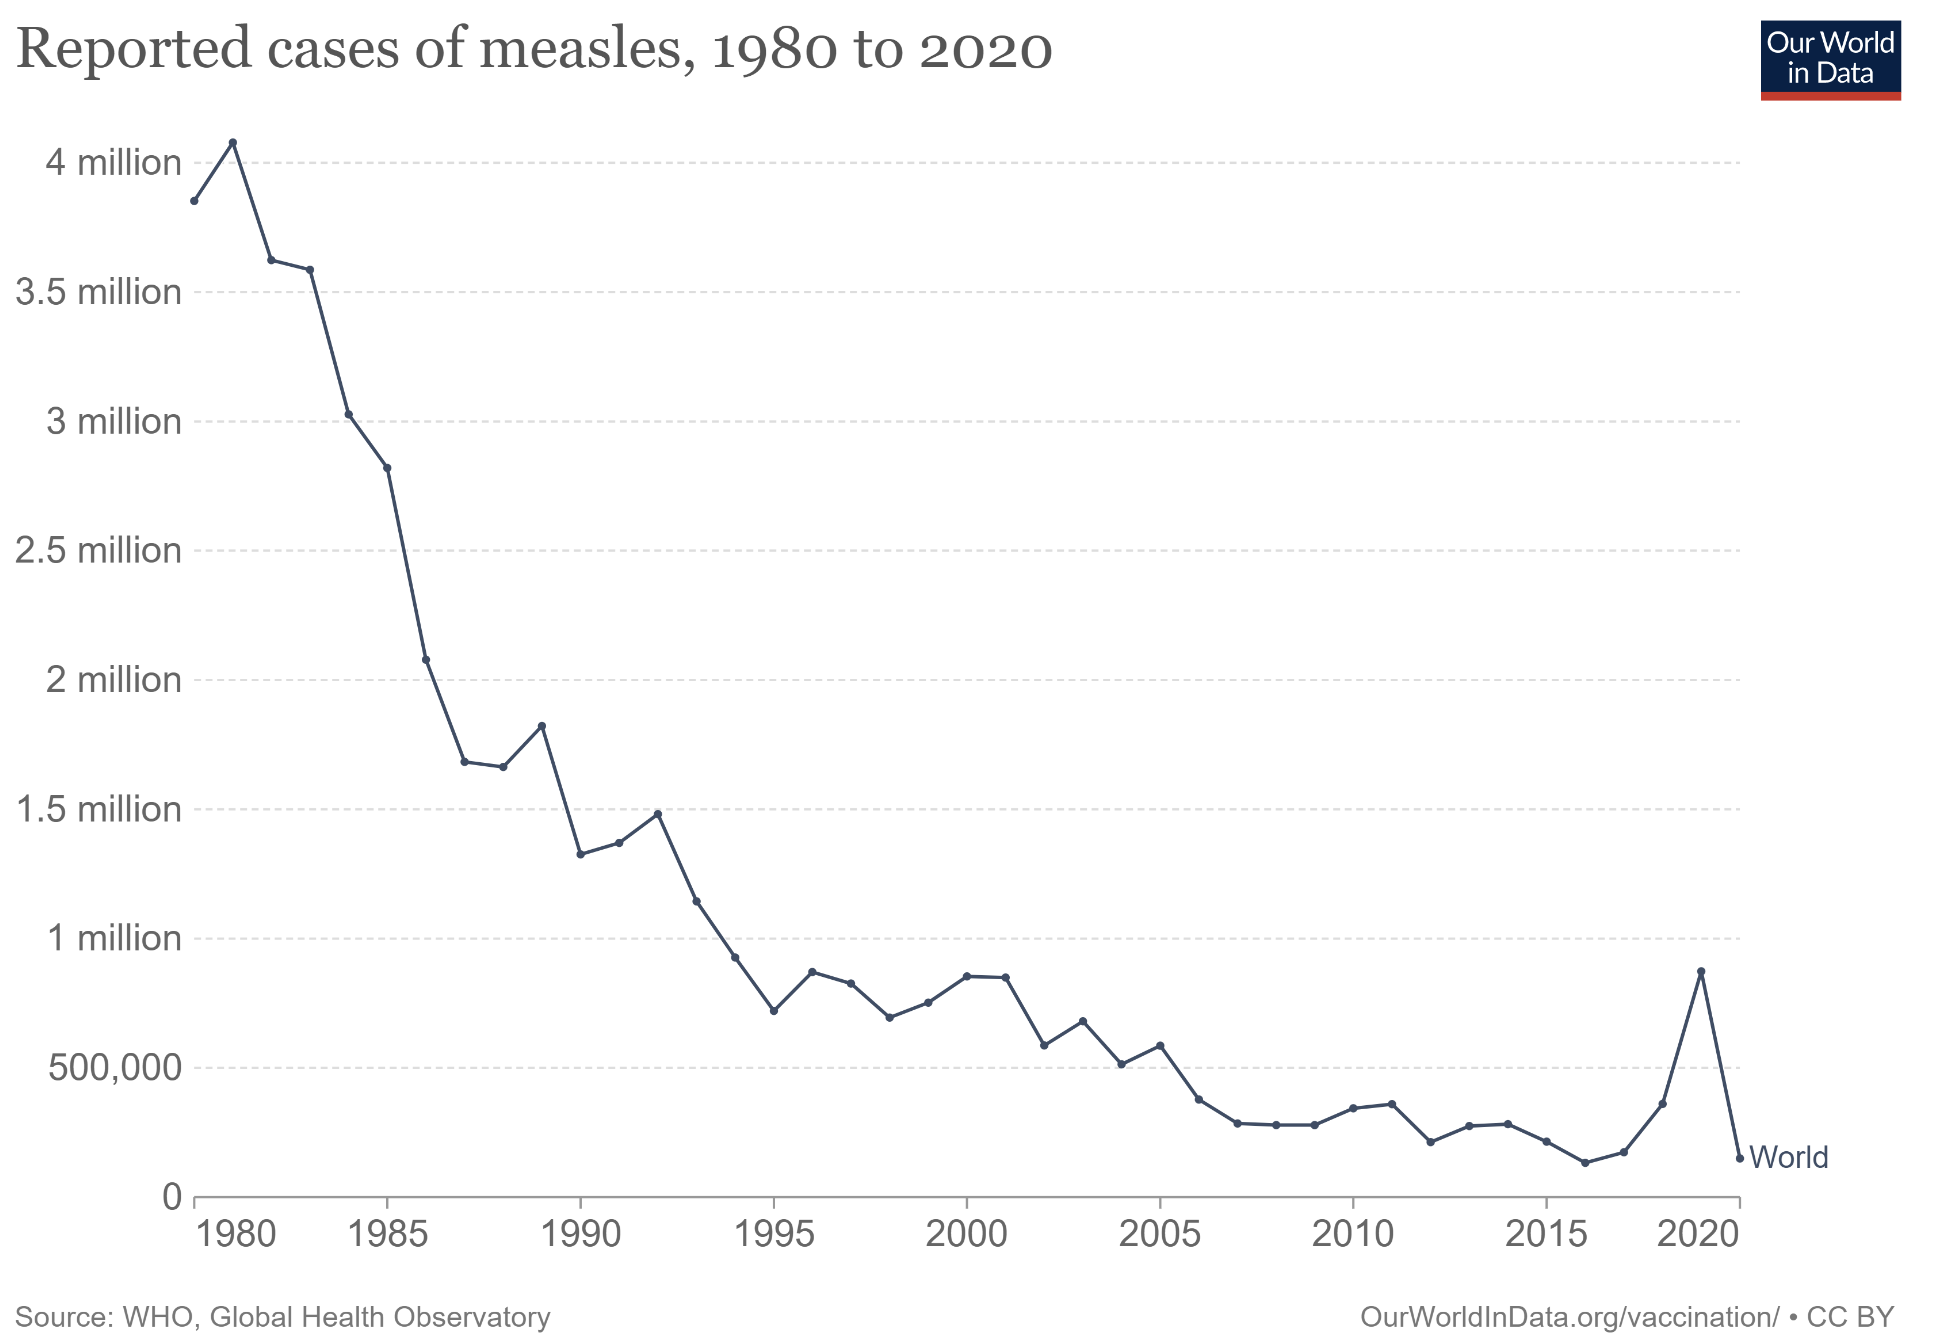 Reported cases of measles, 1980 to 2020
Our World
in Data
4 million
3.5 million
3 million
2.5 million
2 million
1.5 million
1 million
500,000
0
World
1980 1985 1990 1995 2000 2005 2010 2015 2020
Source: WHO, Global Health Observatory
OurWorldInData.org/vaccination/ • CC BY